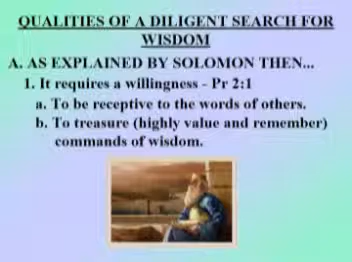 QUALITIES OF A DILIGENT SEARCH FOR
WISDOM
A. AS EXPLAINED BY SOLOMON THEN...
1. It requires a willingness - Pr 2:1
a. To be receptive to the words of others.
b. To treasure (highly value and remember)
commands of wisdom.